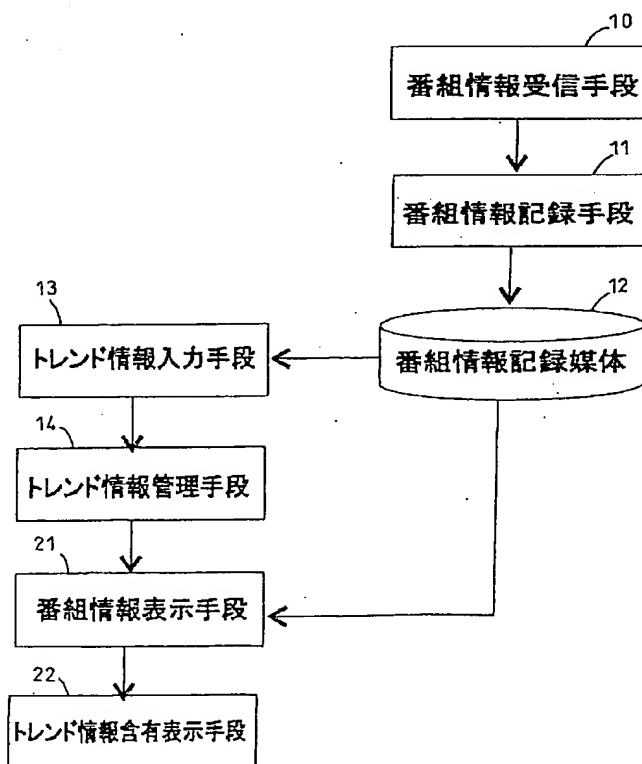 10
番組情報受信手段
11
番組情報記録手段
12
番組情報記録媒体
13
トレンド情報入力手段
14
トレンド情報管理手段
21
番組情報表示手段
22
トレンド情報含有表示手段